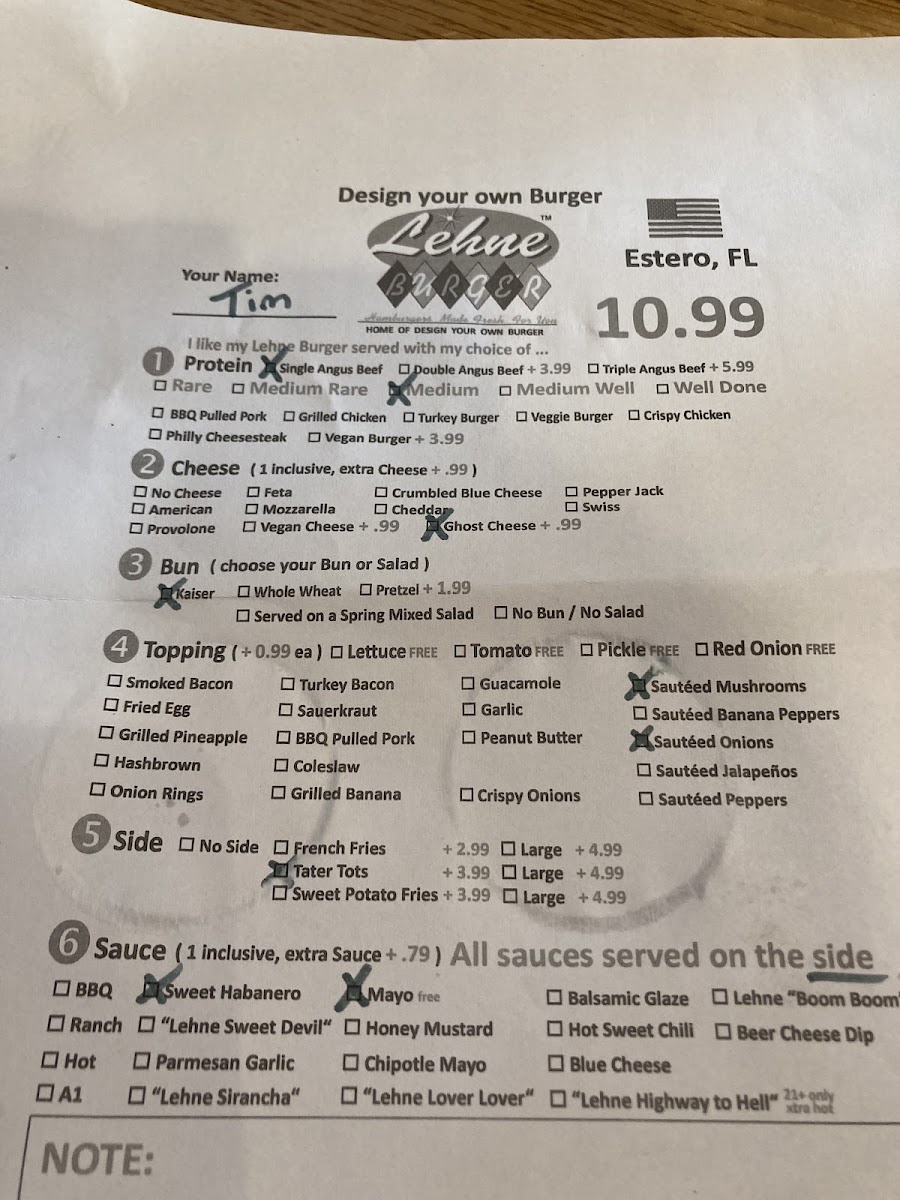 Design your own Burger
Lehne™
BURGER
Hamburgers Made Fresh For You
HOME OF DESIGN YOUR OWN BURGER
Estero, FL
10.99
Your Name:
Tim
I like my Lehne Burger served with my choice of ...
1 Protein ☒ Single Angus Beef ☐ Double Angus Beef + 3.99 ☐ Triple Angus Beef + 5.99
☐ Rare ☐ Medium Rare ☒ Medium ☐ Medium Well ☐ Well Done
☐ BBQ Pulled Pork ☐ Grilled Chicken ☐ Turkey Burger ☐ Veggie Burger ☐ Crispy Chicken
☐ Philly Cheesesteak ☐ Vegan Burger + 3.99
2 Cheese ( 1 inclusive, extra Cheese + .99 )
☐ No Cheese ☐ Feta ☐ Crumbled Blue Cheese ☐ Pepper Jack
☐ American ☐ Mozzarella ☐ Cheddar ☐ Swiss
☐ Provolone ☐ Vegan Cheese + .99 ☒ Ghost Cheese + .99
3 Bun ( choose your Bun or Salad )
☒ Kaiser ☐ Whole Wheat ☐ Pretzel + 1.99
☐ Served on a Spring Mixed Salad ☐ No Bun / No Salad
4 Topping ( + 0.99 ea ) ☐ Lettuce FREE ☐ Tomato FREE ☐ Pickle FREE ☐ Red Onion FREE
☐ Smoked Bacon ☐ Turkey Bacon ☐ Guacamole ☒ Sautéed Mushrooms
☐ Fried Egg ☐ Sauerkraut ☐ Garlic ☐ Sautéed Banana Peppers
☐ Grilled Pineapple ☐ BBQ Pulled Pork ☐ Peanut Butter ☒ Sautéed Onions
☐ Hashbrown ☐ Coleslaw ☐ Sautéed Jalapeños
☐ Onion Rings ☐ Grilled Banana ☐ Crispy Onions ☐ Sautéed Peppers
5 Side ☐ No Side ☐ French Fries + 2.99 ☐ Large + 4.99
☒ Tater Tots + 3.99 ☐ Large + 4.99
☐ Sweet Potato Fries + 3.99 ☐ Large + 4.99
6 Sauce ( 1 inclusive, extra Sauce + .79 ) All sauces served on the side
☐ BBQ ☒ Sweet Habanero ☒ Mayo free ☐ Balsamic Glaze ☐ Lehne "Boom Boom"
☐ Ranch ☐ "Lehne Sweet Devil" ☐ Honey Mustard ☐ Hot Sweet Chili ☐ Beer Cheese Dip
☐ Hot ☐ Parmesan Garlic ☐ Chipotle Mayo ☐ Blue Cheese
☐ A1 ☐ "Lehne Sirancha" ☐ "Lehne Lover Lover" ☐ "Lehne Highway to Hell" 21+ only xtra hot
NOTE: